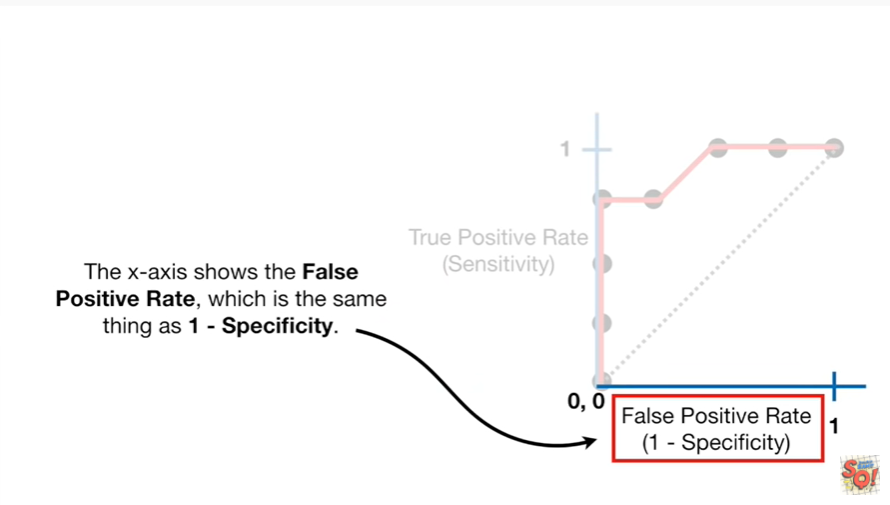 1
True Positive Rate
(Sensitivity)
The x-axis shows the False
Positive Rate, which is the same
thing as 1 - Specificity.
0, 0
False Positive Rate
(1 - Specificity)
1
SO!